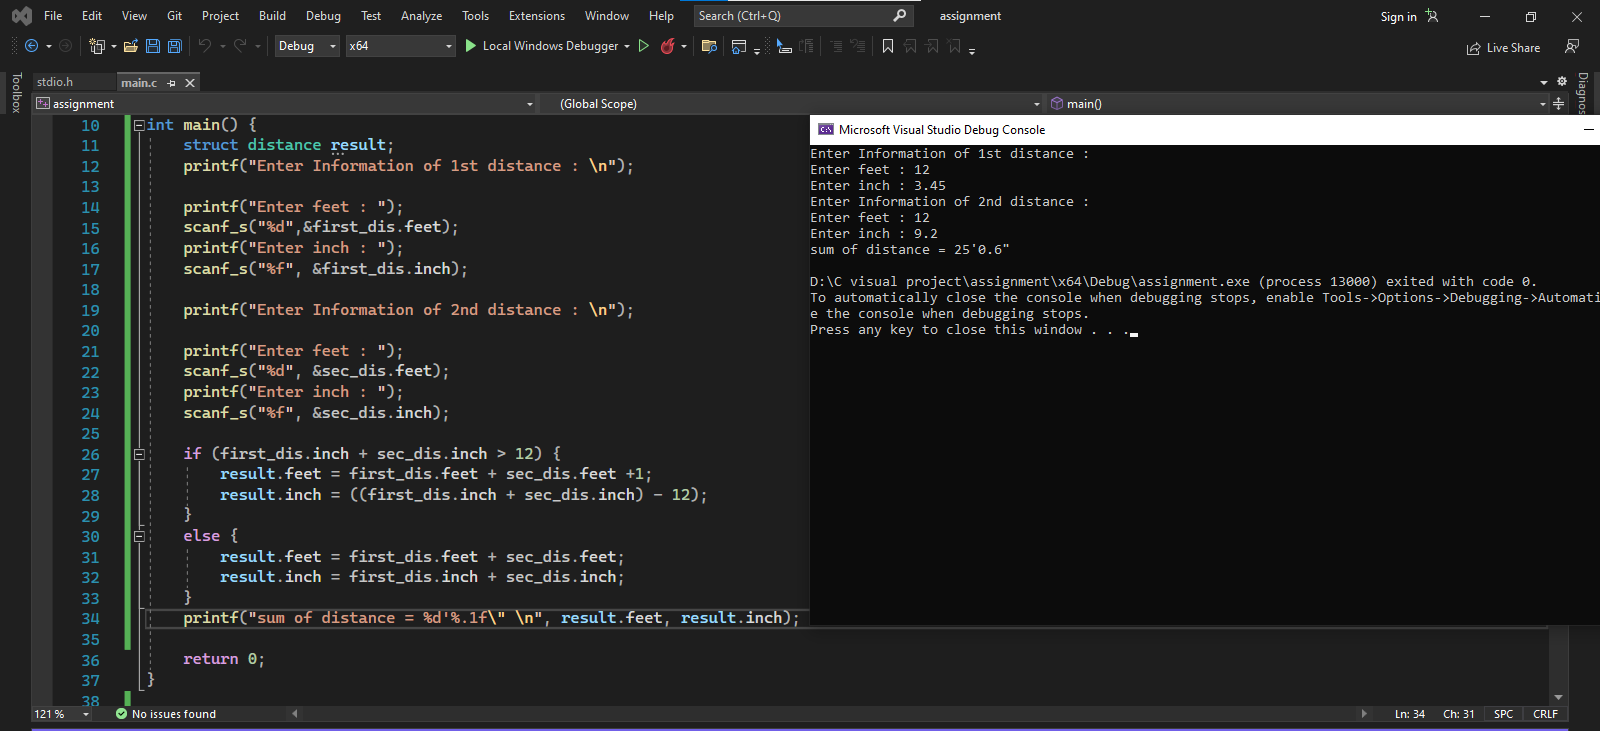 File Edit View Git Project Build Debug Test Analyze Tools Extensions Window Help Search (Ctrl+Q) assignment Sign in
Debug x64 Local Windows Debugger Live Share
Toolbox
stdio.h main.c
Diagnos
assignment (Global Scope) main()
10 int main() {
11 struct distance result;
12 printf("Enter Information of 1st distance : \n");
13
14 printf("Enter feet : ");
15 scanf_s("%d",&first_dis.feet);
16 printf("Enter inch : ");
17 scanf_s("%f", &first_dis.inch);
18
19 printf("Enter Information of 2nd distance : \n");
20
21 printf("Enter feet : ");
22 scanf_s("%d", &sec_dis.feet);
23 printf("Enter inch : ");
24 scanf_s("%f", &sec_dis.inch);
25
26 if (first_dis.inch + sec_dis.inch > 12) {
27 result.feet = first_dis.feet + sec_dis.feet +1;
28 result.inch = ((first_dis.inch + sec_dis.inch) - 12);
29 }
30 else {
31 result.feet = first_dis.feet + sec_dis.feet;
32 result.inch = first_dis.inch + sec_dis.inch;
33 }
34 printf("sum of distance = %d'%.1f\" \n", result.feet, result.inch);
35
36 return 0;
37 }
38
Microsoft Visual Studio Debug Console
Enter Information of 1st distance :
Enter feet : 12
Enter inch : 3.45
Enter Information of 2nd distance :
Enter feet : 12
Enter inch : 9.2
sum of distance = 25'0.6"
D:\C visual project\assignment\x64\Debug\assignment.exe (process 13000) exited with code 0.
To automatically close the console when debugging stops, enable Tools->Options->Debugging->Automati
e the console when debugging stops.
Press any key to close this window . . .
121 % No issues found Ln: 34 Ch: 31 SPC CRLF